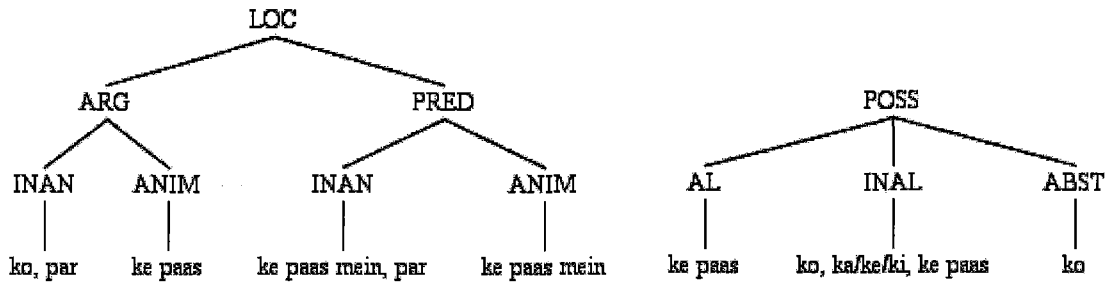 LOC
ARG PRED POSS
INAN ANIM INAN ANIM AL INAL ABST
ko, par ke paas ke paas mein, par ke paas mein ke paas ko, ka/ke/ki, ke paas ko